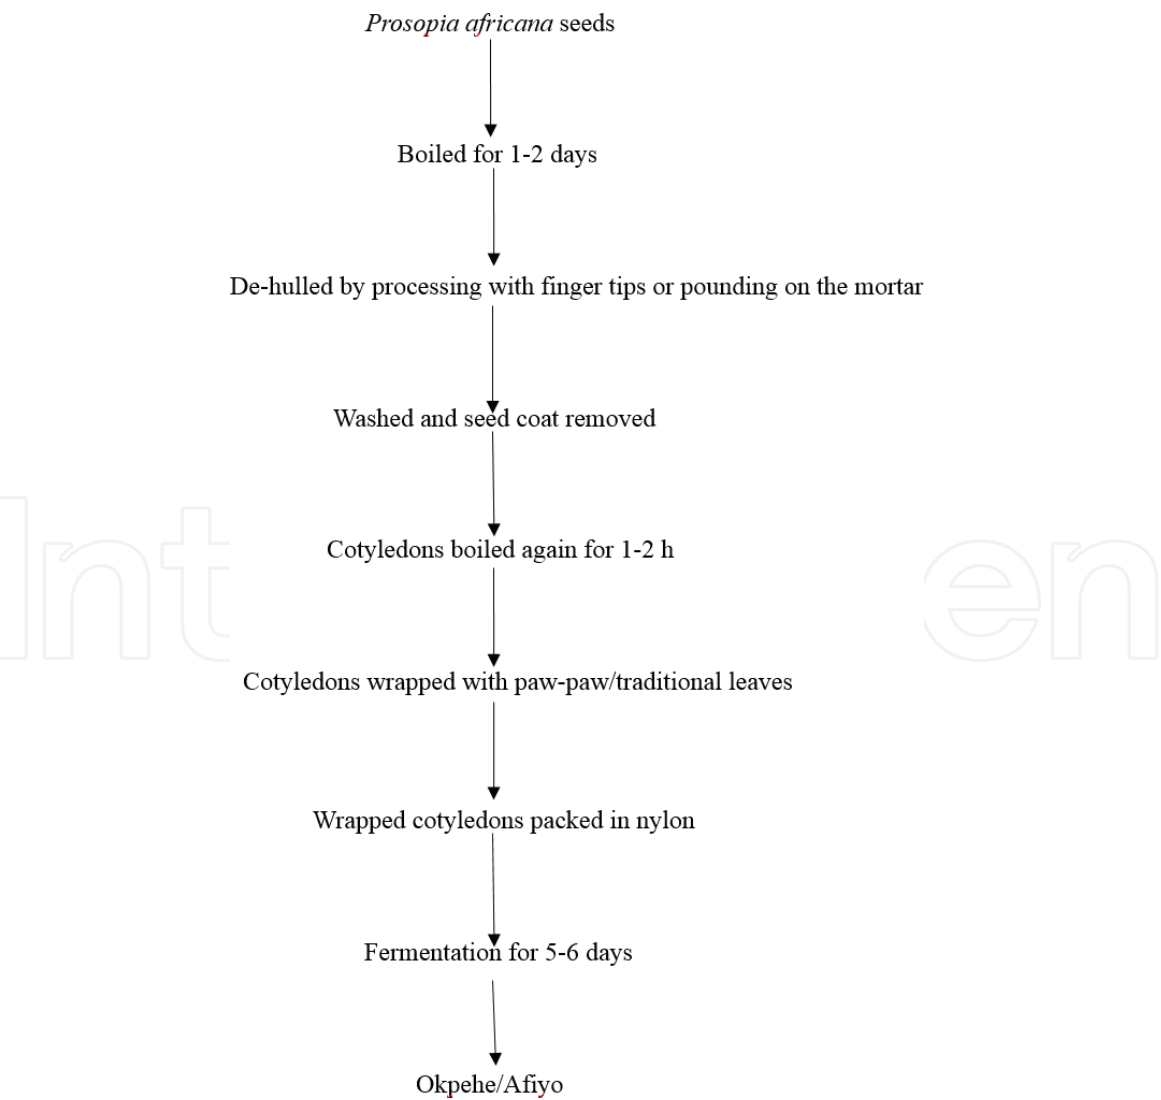 Prosopia africana seeds
Boiled for 1-2 days
De-hulled by processing with finger tips or pounding on the mortar
Washed and seed coat removed
Int en
Cotyledons boiled again for 1-2 h
Cotyledons wrapped with paw-paw/traditional leaves
Wrapped cotyledons packed in nylon
Fermentation for 5-6 days
Okpehe/Afiyo